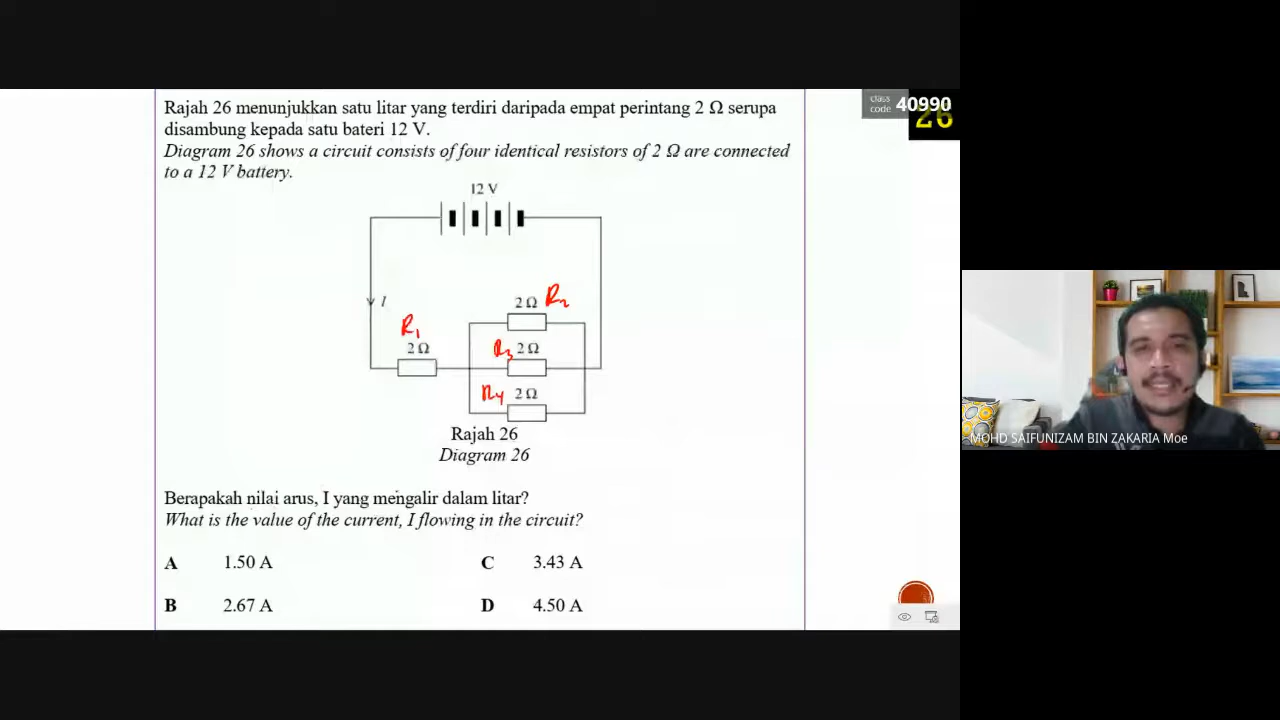 Rajah 26 menunjukkan satu litar yang terdiri daripada empat perintang 2 Ω serupa
disambung kepada satu bateri 12 V.
Diagram 26 shows a circuit consists of four identical resistors of 2 Ω are connected
to a 12 V battery.
class code 40990
26
12 V
I
2 Ω R2
R1
2 Ω
R3 2 Ω
R4 2 Ω
Rajah 26
Diagram 26
Berapakah nilai arus, I yang mengalir dalam litar?
What is the value of the current, I flowing in the circuit?
A 1.50 A
C 3.43 A
B 2.67 A
D 4.50 A
MOHD SAIFUNIZAM BIN ZAKARIA Moe